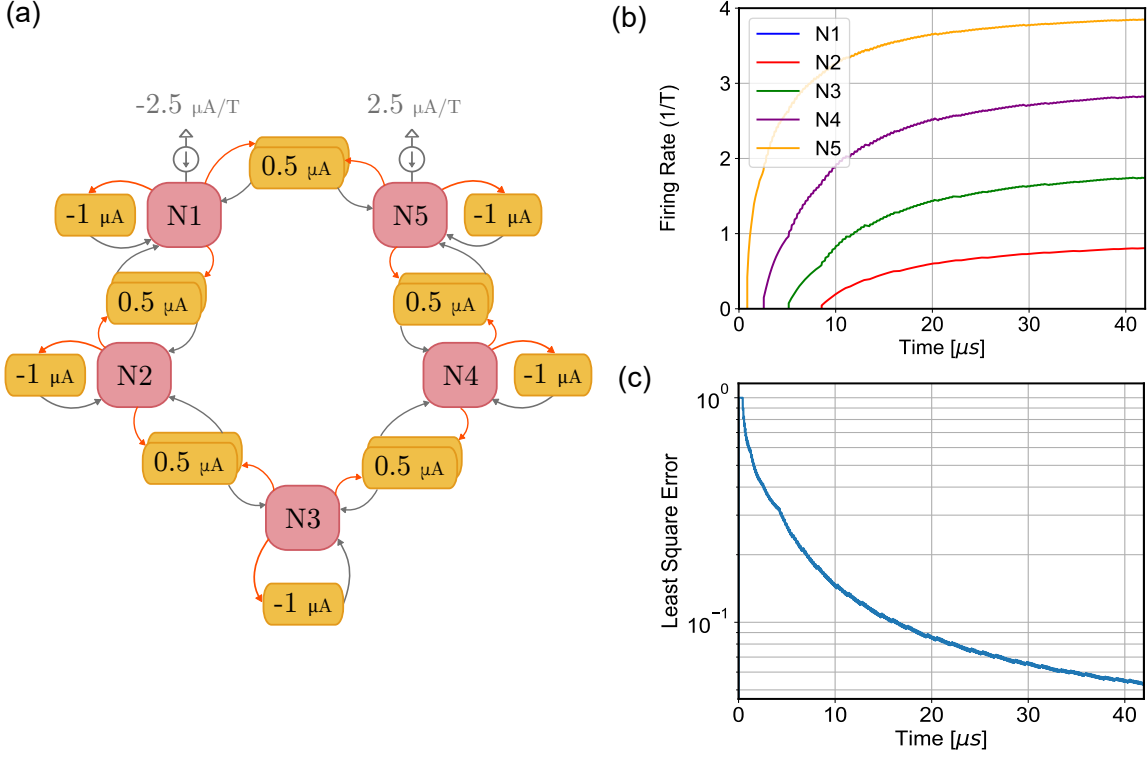 (a)
-2.5 μA/T
2.5 μA/T
0.5 μA
-1 μA
N1
N5
-1 μA
0.5 μA
0.5 μA
-1 μA
N2
N4
-1 μA
0.5 μA
0.5 μA
N3
-1 μA
(b)
Firing Rate (1/T)
4
3
2
1
0
N1
N2
N3
N4
N5
0
10
20
30
40
Time [μs]
(c)
Least Square Error
10⁰
10⁻¹
0
10
20
30
40
Time [μs]